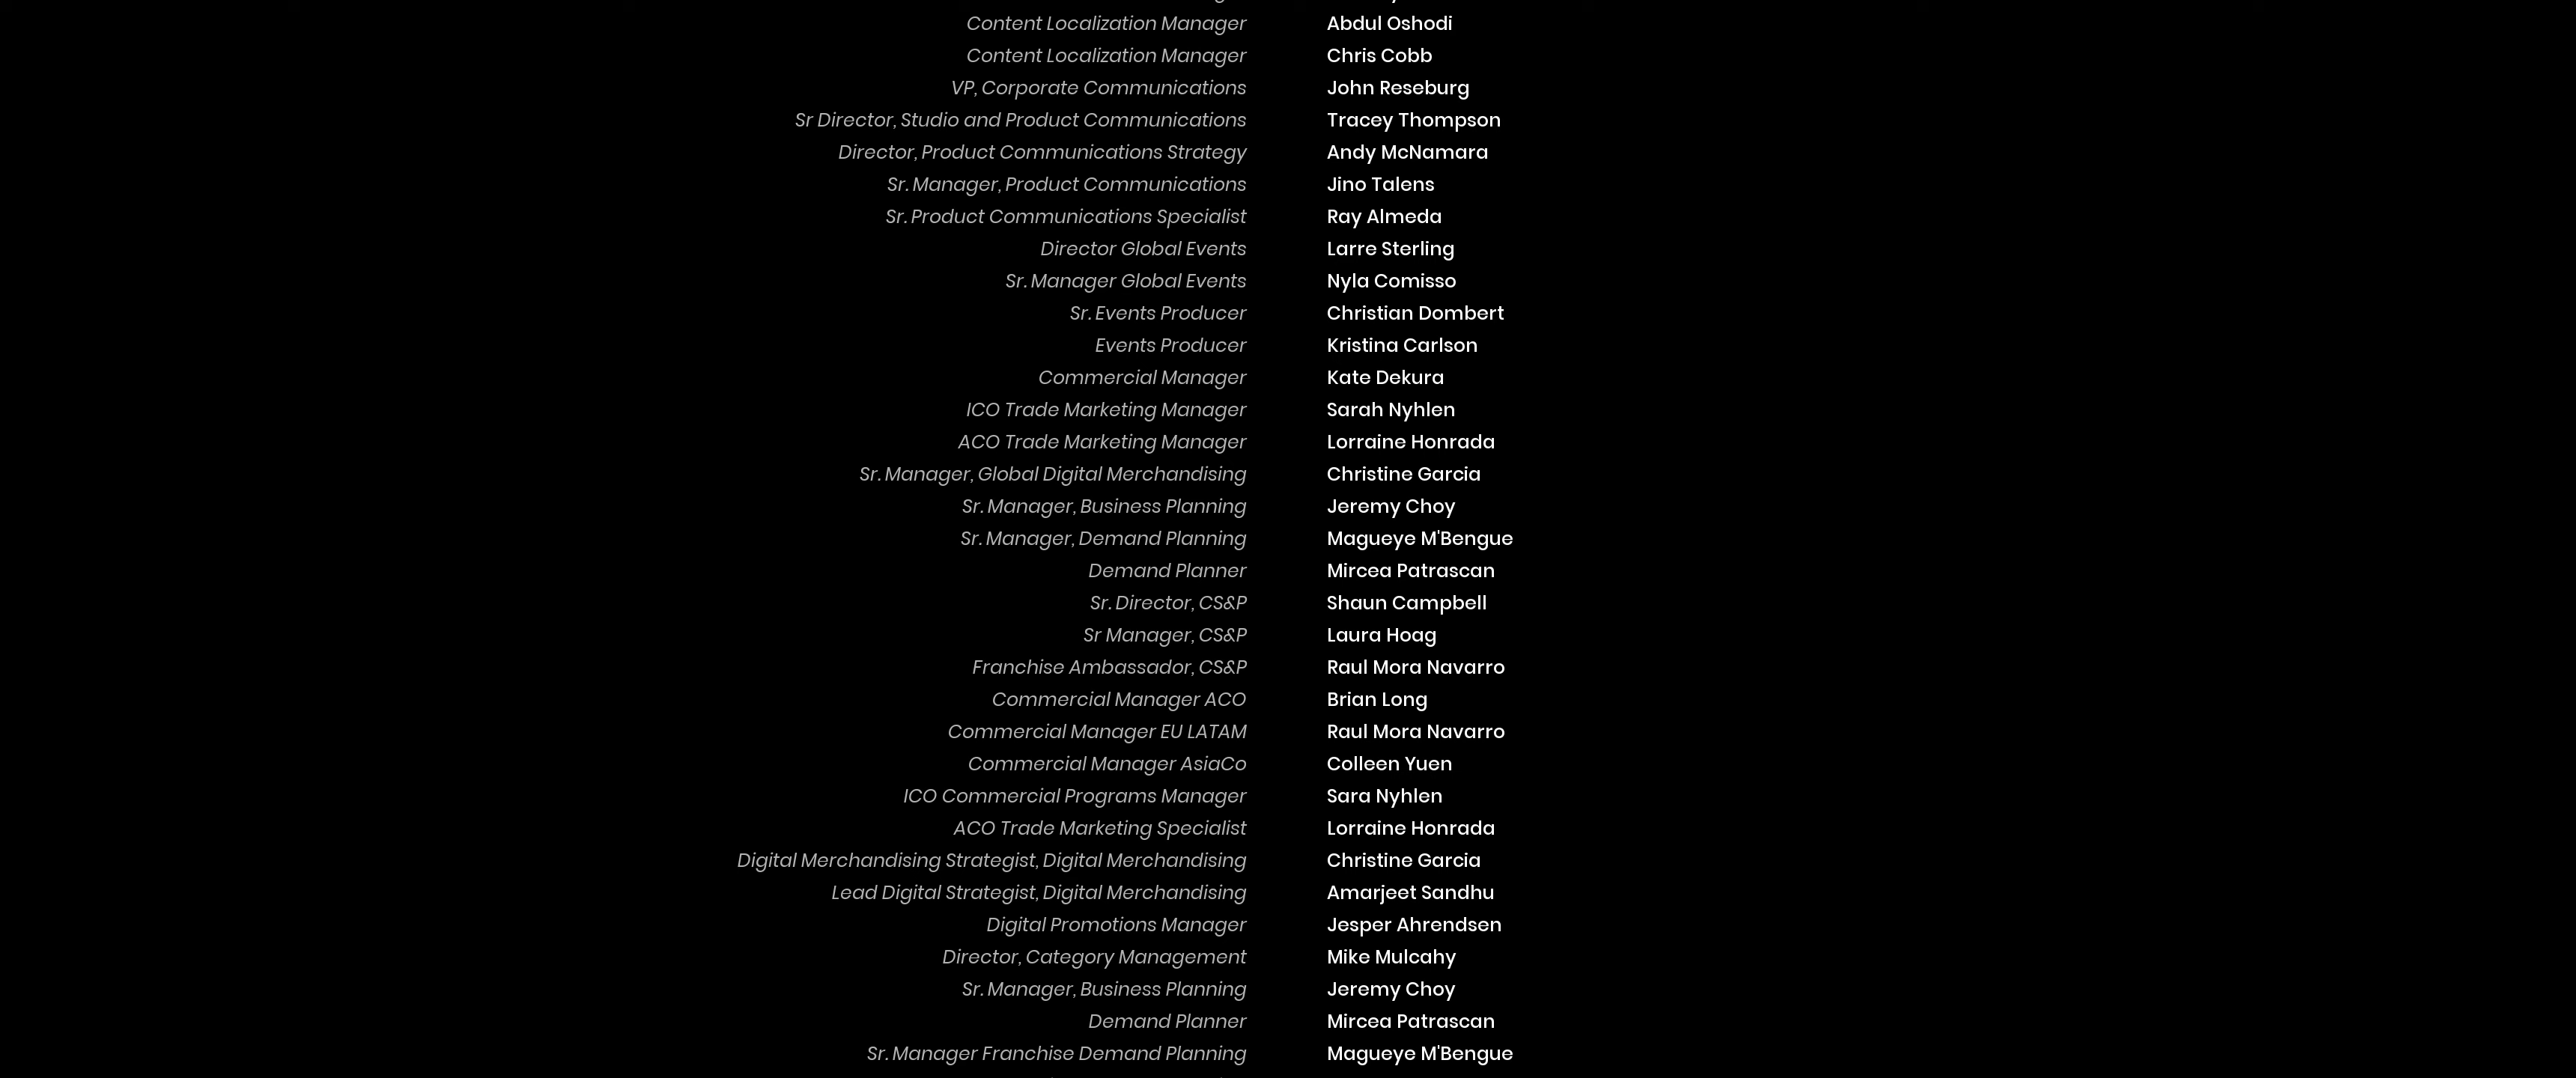 Content Localization Manager Abdul Oshodi
Content Localization Manager Chris Cobb
VP, Corporate Communications John Reseburg
Sr Director, Studio and Product Communications Tracey Thompson
Director, Product Communications Strategy Andy McNamara
Sr. Manager, Product Communications Jino Talens
Sr. Product Communications Specialist Ray Almeda
Director Global Events Larre Sterling
Sr. Manager Global Events Nyla Comisso
Sr. Events Producer Christian Dombert
Events Producer Kristina Carlson
Commercial Manager Kate Dekura
ICO Trade Marketing Manager Sarah Nyhlen
ACO Trade Marketing Manager Lorraine Honrada
Sr. Manager, Global Digital Merchandising Christine Garcia
Sr. Manager, Business Planning Jeremy Choy
Sr. Manager, Demand Planning Magueye M'Bengue
Demand Planner Mircea Patrascan
Sr. Director, CS&P Shaun Campbell
Sr Manager, CS&P Laura Hoag
Franchise Ambassador, CS&P Raul Mora Navarro
Commercial Manager ACO Brian Long
Commercial Manager EU LATAM Raul Mora Navarro
Commercial Manager AsiaCo Colleen Yuen
ICO Commercial Programs Manager Sara Nyhlen
ACO Trade Marketing Specialist Lorraine Honrada
Digital Merchandising Strategist, Digital Merchandising Christine Garcia
Lead Digital Strategist, Digital Merchandising Amarjeet Sandhu
Digital Promotions Manager Jesper Ahrendsen
Director, Category Management Mike Mulcahy
Sr. Manager, Business Planning Jeremy Choy
Demand Planner Mircea Patrascan
Sr. Manager Franchise Demand Planning Magueye M'Bengue